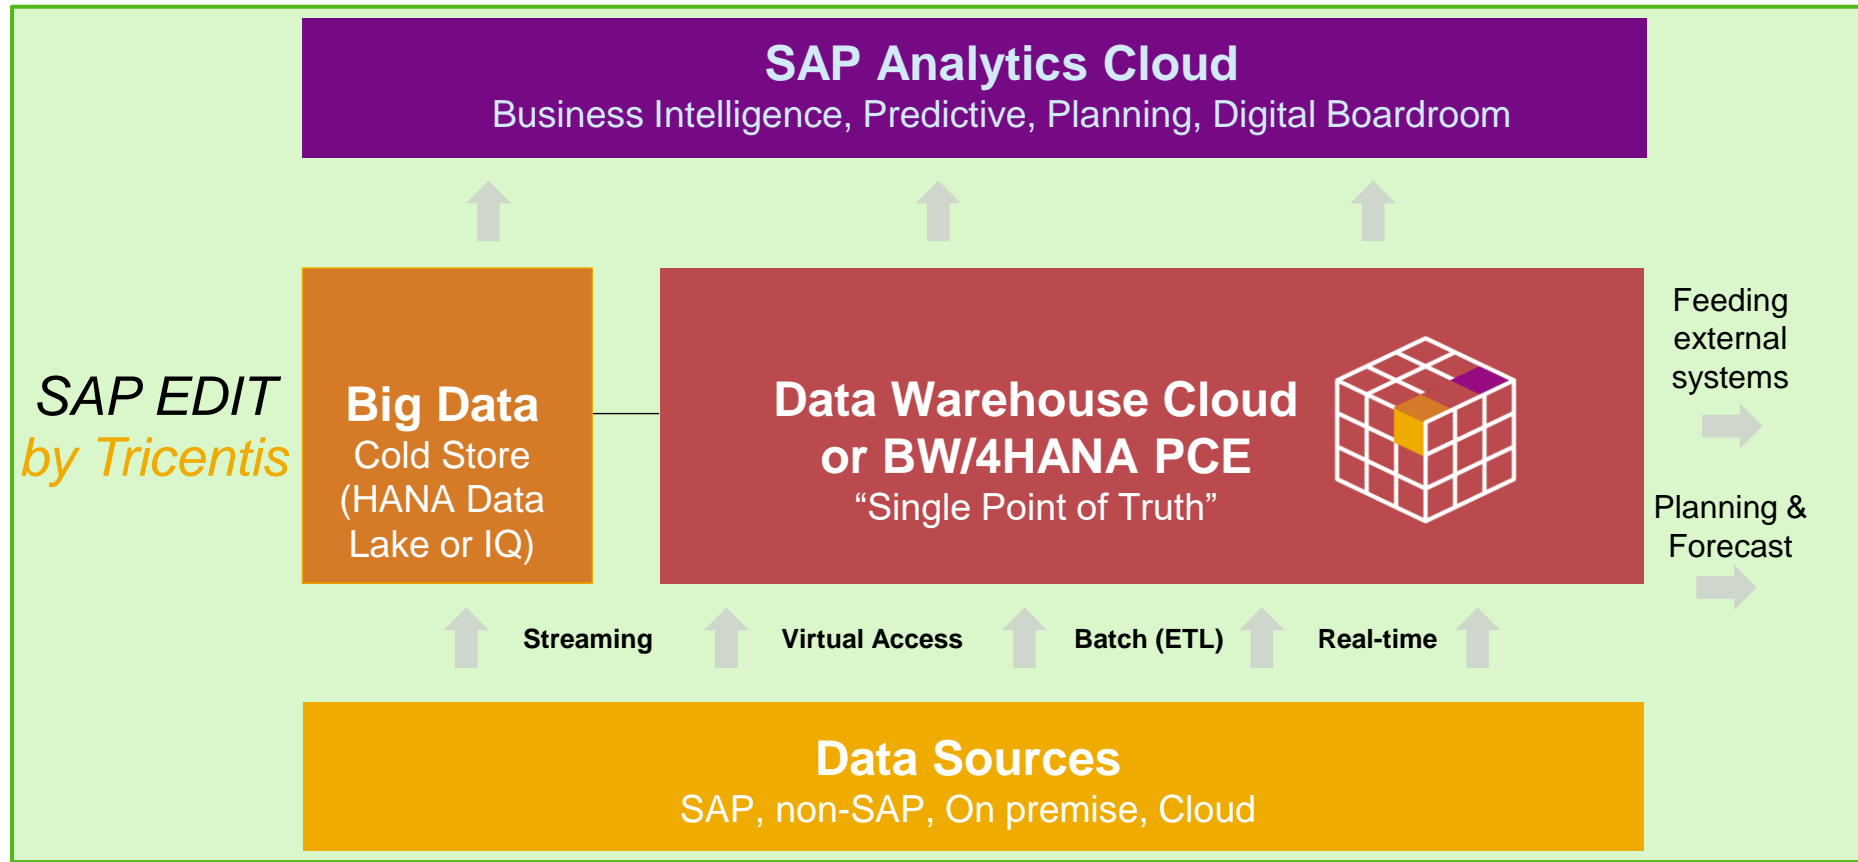 SAP Analytics Cloud
Business Intelligence, Predictive, Planning, Digital Boardroom
SAP EDIT
by Tricentis
Big Data
Cold Store
(HANA Data
Lake or IQ)
Data Warehouse Cloud
or BW/4HANA PCE
“Single Point of Truth”
Feeding
external
systems
Planning &
Forecast
Streaming
Virtual Access
Batch (ETL)
Real-time
Data Sources
SAP, non-SAP, On premise, Cloud